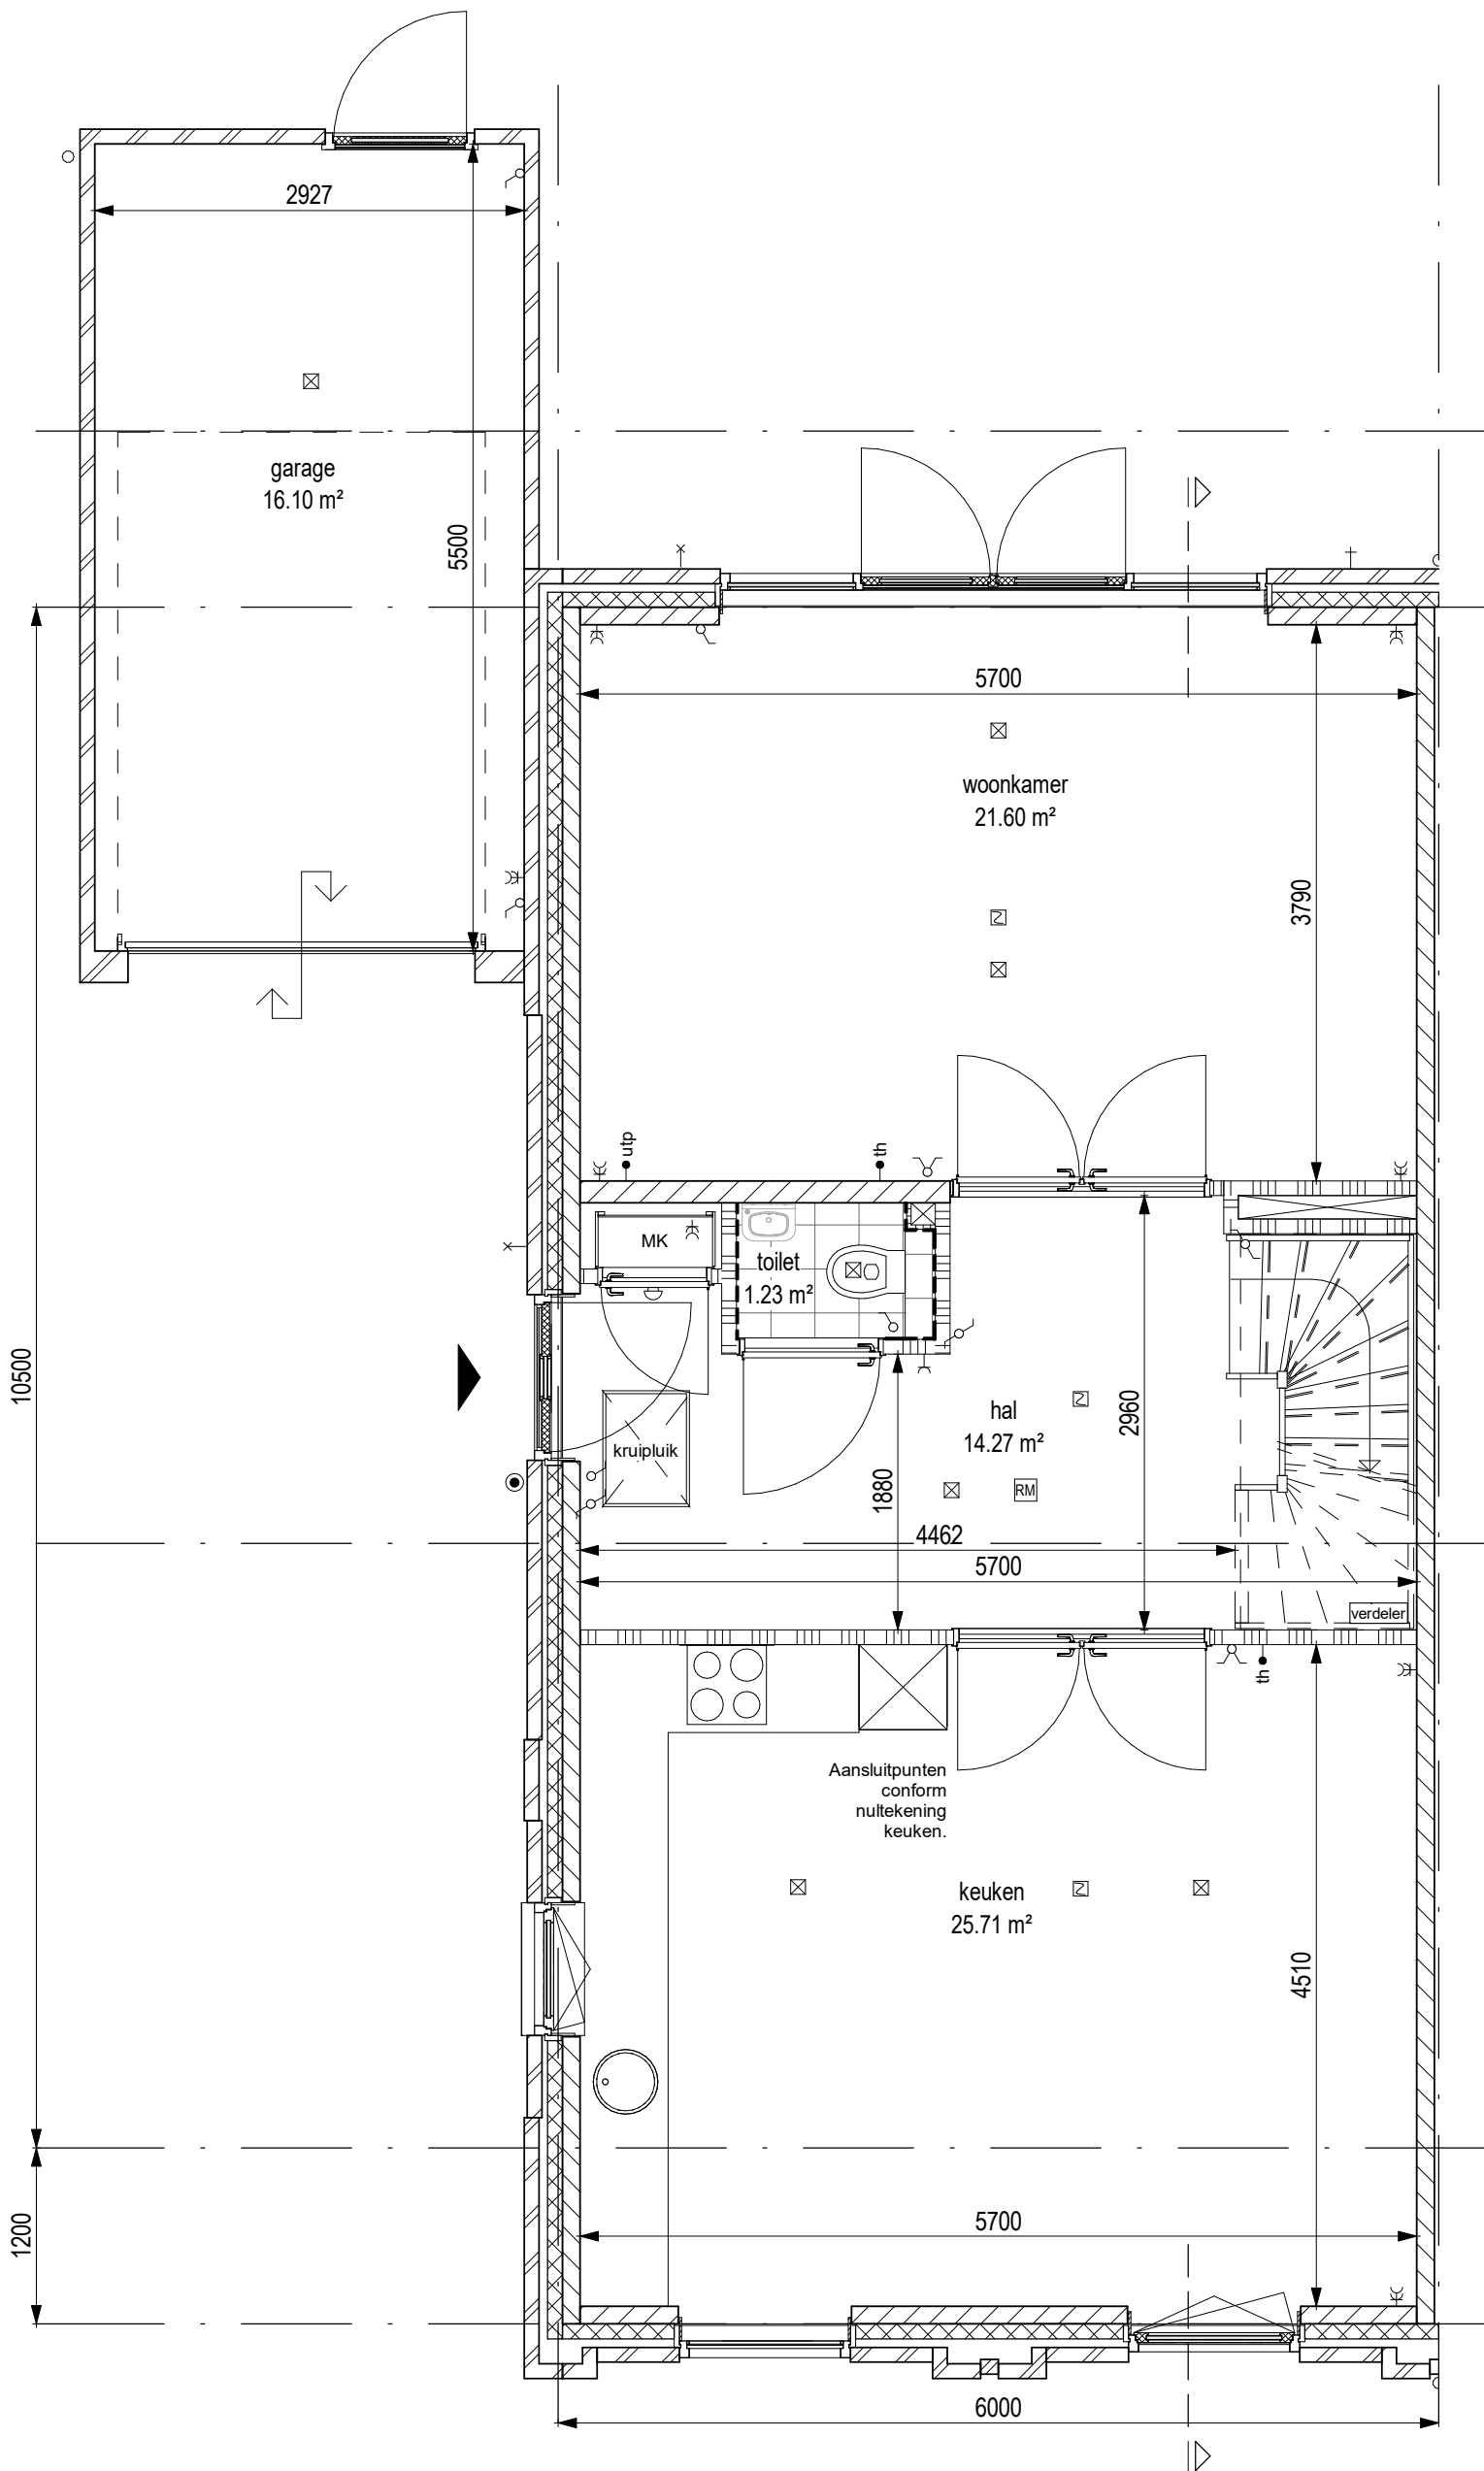 2927
garage
16.10 m²
5500
5700
woonkamer
21.60 m²
3790
utp
th
MK
toilet
1.23 m²
10500
kruipluik
hal
14.27 m²
2960
1880
RM
4462
5700
verdeler
th
Aansluitpunten
conform
nultekening
keuken.
keuken
25.71 m²
4510
1200
5700
6000